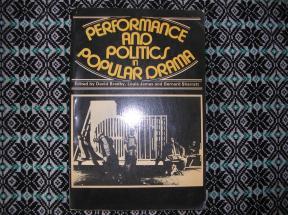 PERFORMANCE
AND
POLITICS
in
POPULAR DRAMA
Edited by David Bradby, Louis James and Bernard Sharratt